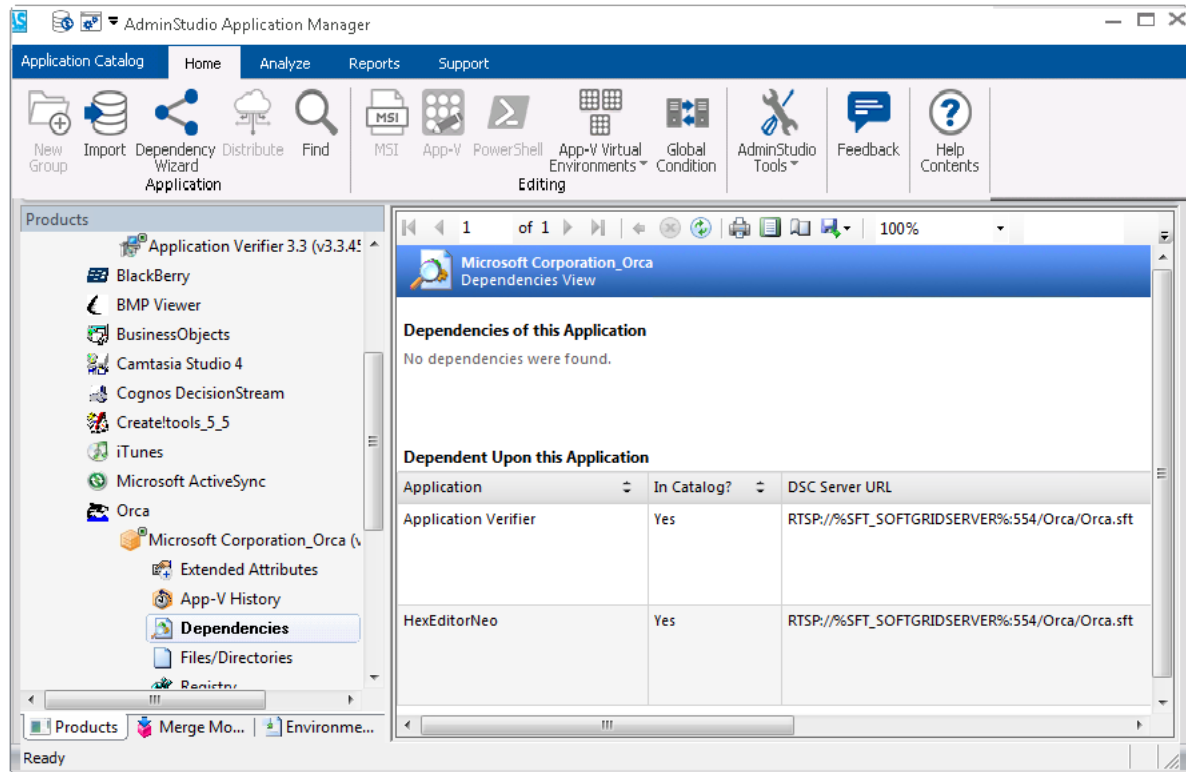 AS AdminStudio Application Manager
Application Catalog Home Analyze Reports Support
New Group
Import
Dependency Wizard
Distribute
Find
Application
MSI
MSI
App-V
PowerShell
App-V Virtual Environments
Global Condition
Editing
AdminStudio Tools
Feedback
Help Contents
Products
Application Verifier 3.3 (v3.3.4
BlackBerry
BMP Viewer
BusinessObjects
Camtasia Studio 4
Cognos DecisionStream
Create!tools_5_5
iTunes
Microsoft ActiveSync
Orca
Microsoft Corporation_Orca (v
Extended Attributes
App-V History
Dependencies
Files/Directories
Registry
Products Merge Mo... Environme...
Ready
1 of 1 100%
Microsoft Corporation_Orca
Dependencies View
Dependencies of this Application
No dependencies were found.
Dependent Upon this Application
Application In Catalog? DSC Server URL
Application Verifier Yes RTSP://%SFT_SOFTGRIDSERVER%:554/Orca/Orca.sft
HexEditorNeo Yes RTSP://%SFT_SOFTGRIDSERVER%:554/Orca/Orca.sft